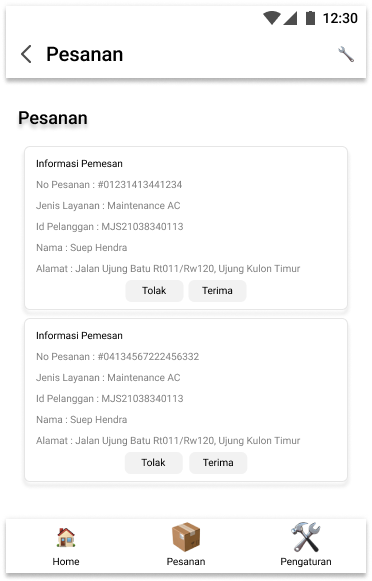 12:30
Pesanan
Pesanan
Informasi Pemesan
No Pesanan : #01231413441234
Jenis Layanan : Maintenance AC
Id Pelanggan : MJS21038340113
Nama : Suep Hendra
Alamat : Jalan Ujung Batu Rt011/Rw120, Ujung Kulon Timur
Tolak Terima
Informasi Pemesan
No Pesanan : #04134567222456332
Jenis Layanan : Maintenance AC
Id Pelanggan : MJS21038340113
Nama : Suep Hendra
Alamat : Jalan Ujung Batu Rt011/Rw120, Ujung Kulon Timur
Tolak Terima
Home Pesanan Pengaturan